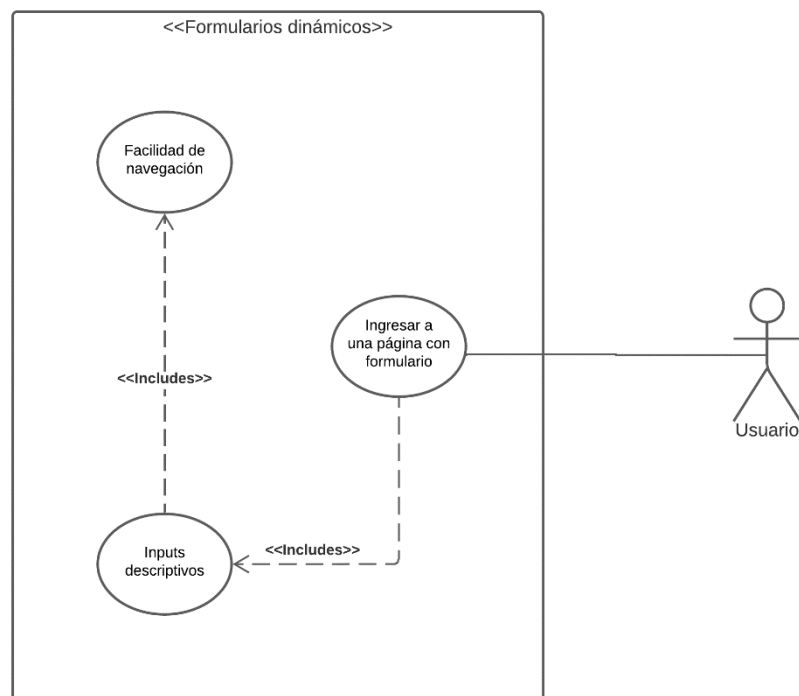 <<Formularios dinámicos>>
Facilidad de
navegación
Ingresar a
una página con
formulario
<<Includes>>
Usuario
Inputs
descriptivos
<<Includes>>